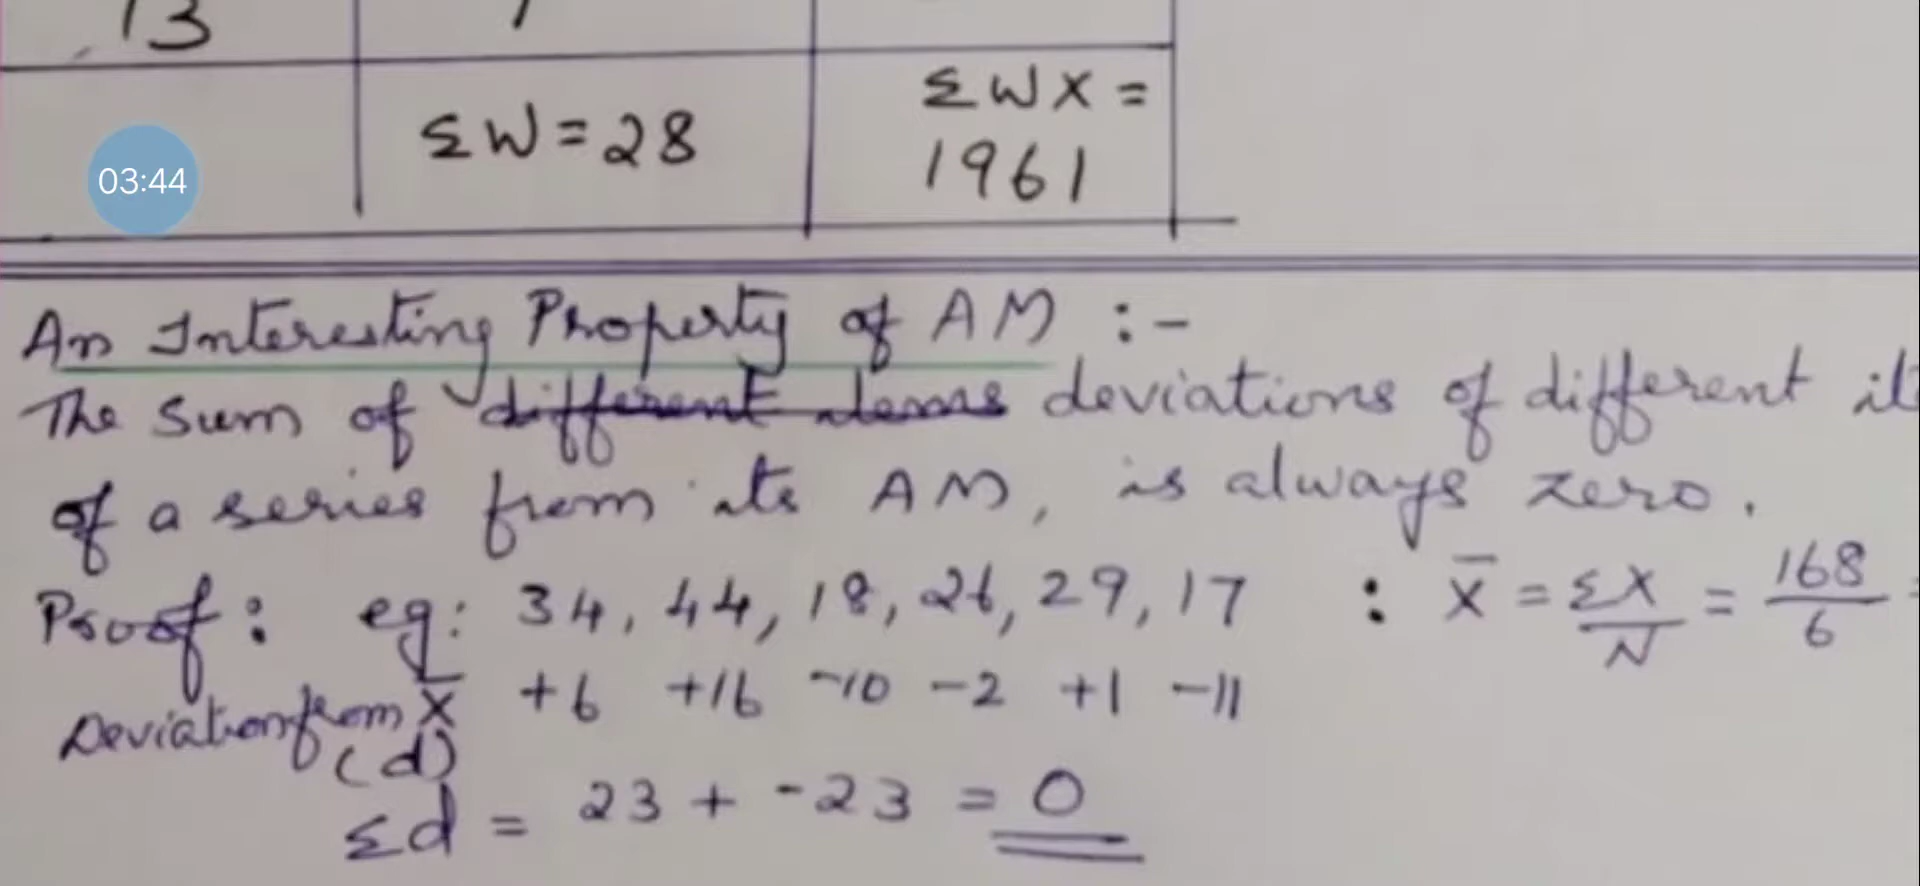 13
ΣW = 28
ΣWX =
1961
03:44
An Interesting Property of AM :-
The Sum of different items deviations of different
of a series from its AM, is always zero.
Proof : eg: 34, 44, 18, 26, 29, 17 : X̄ = ΣX/N = 168/6 =
Deviation from X̄ +6 +16 -10 -2 +1 -11
(d)
Σd = 23 + -23 = 0